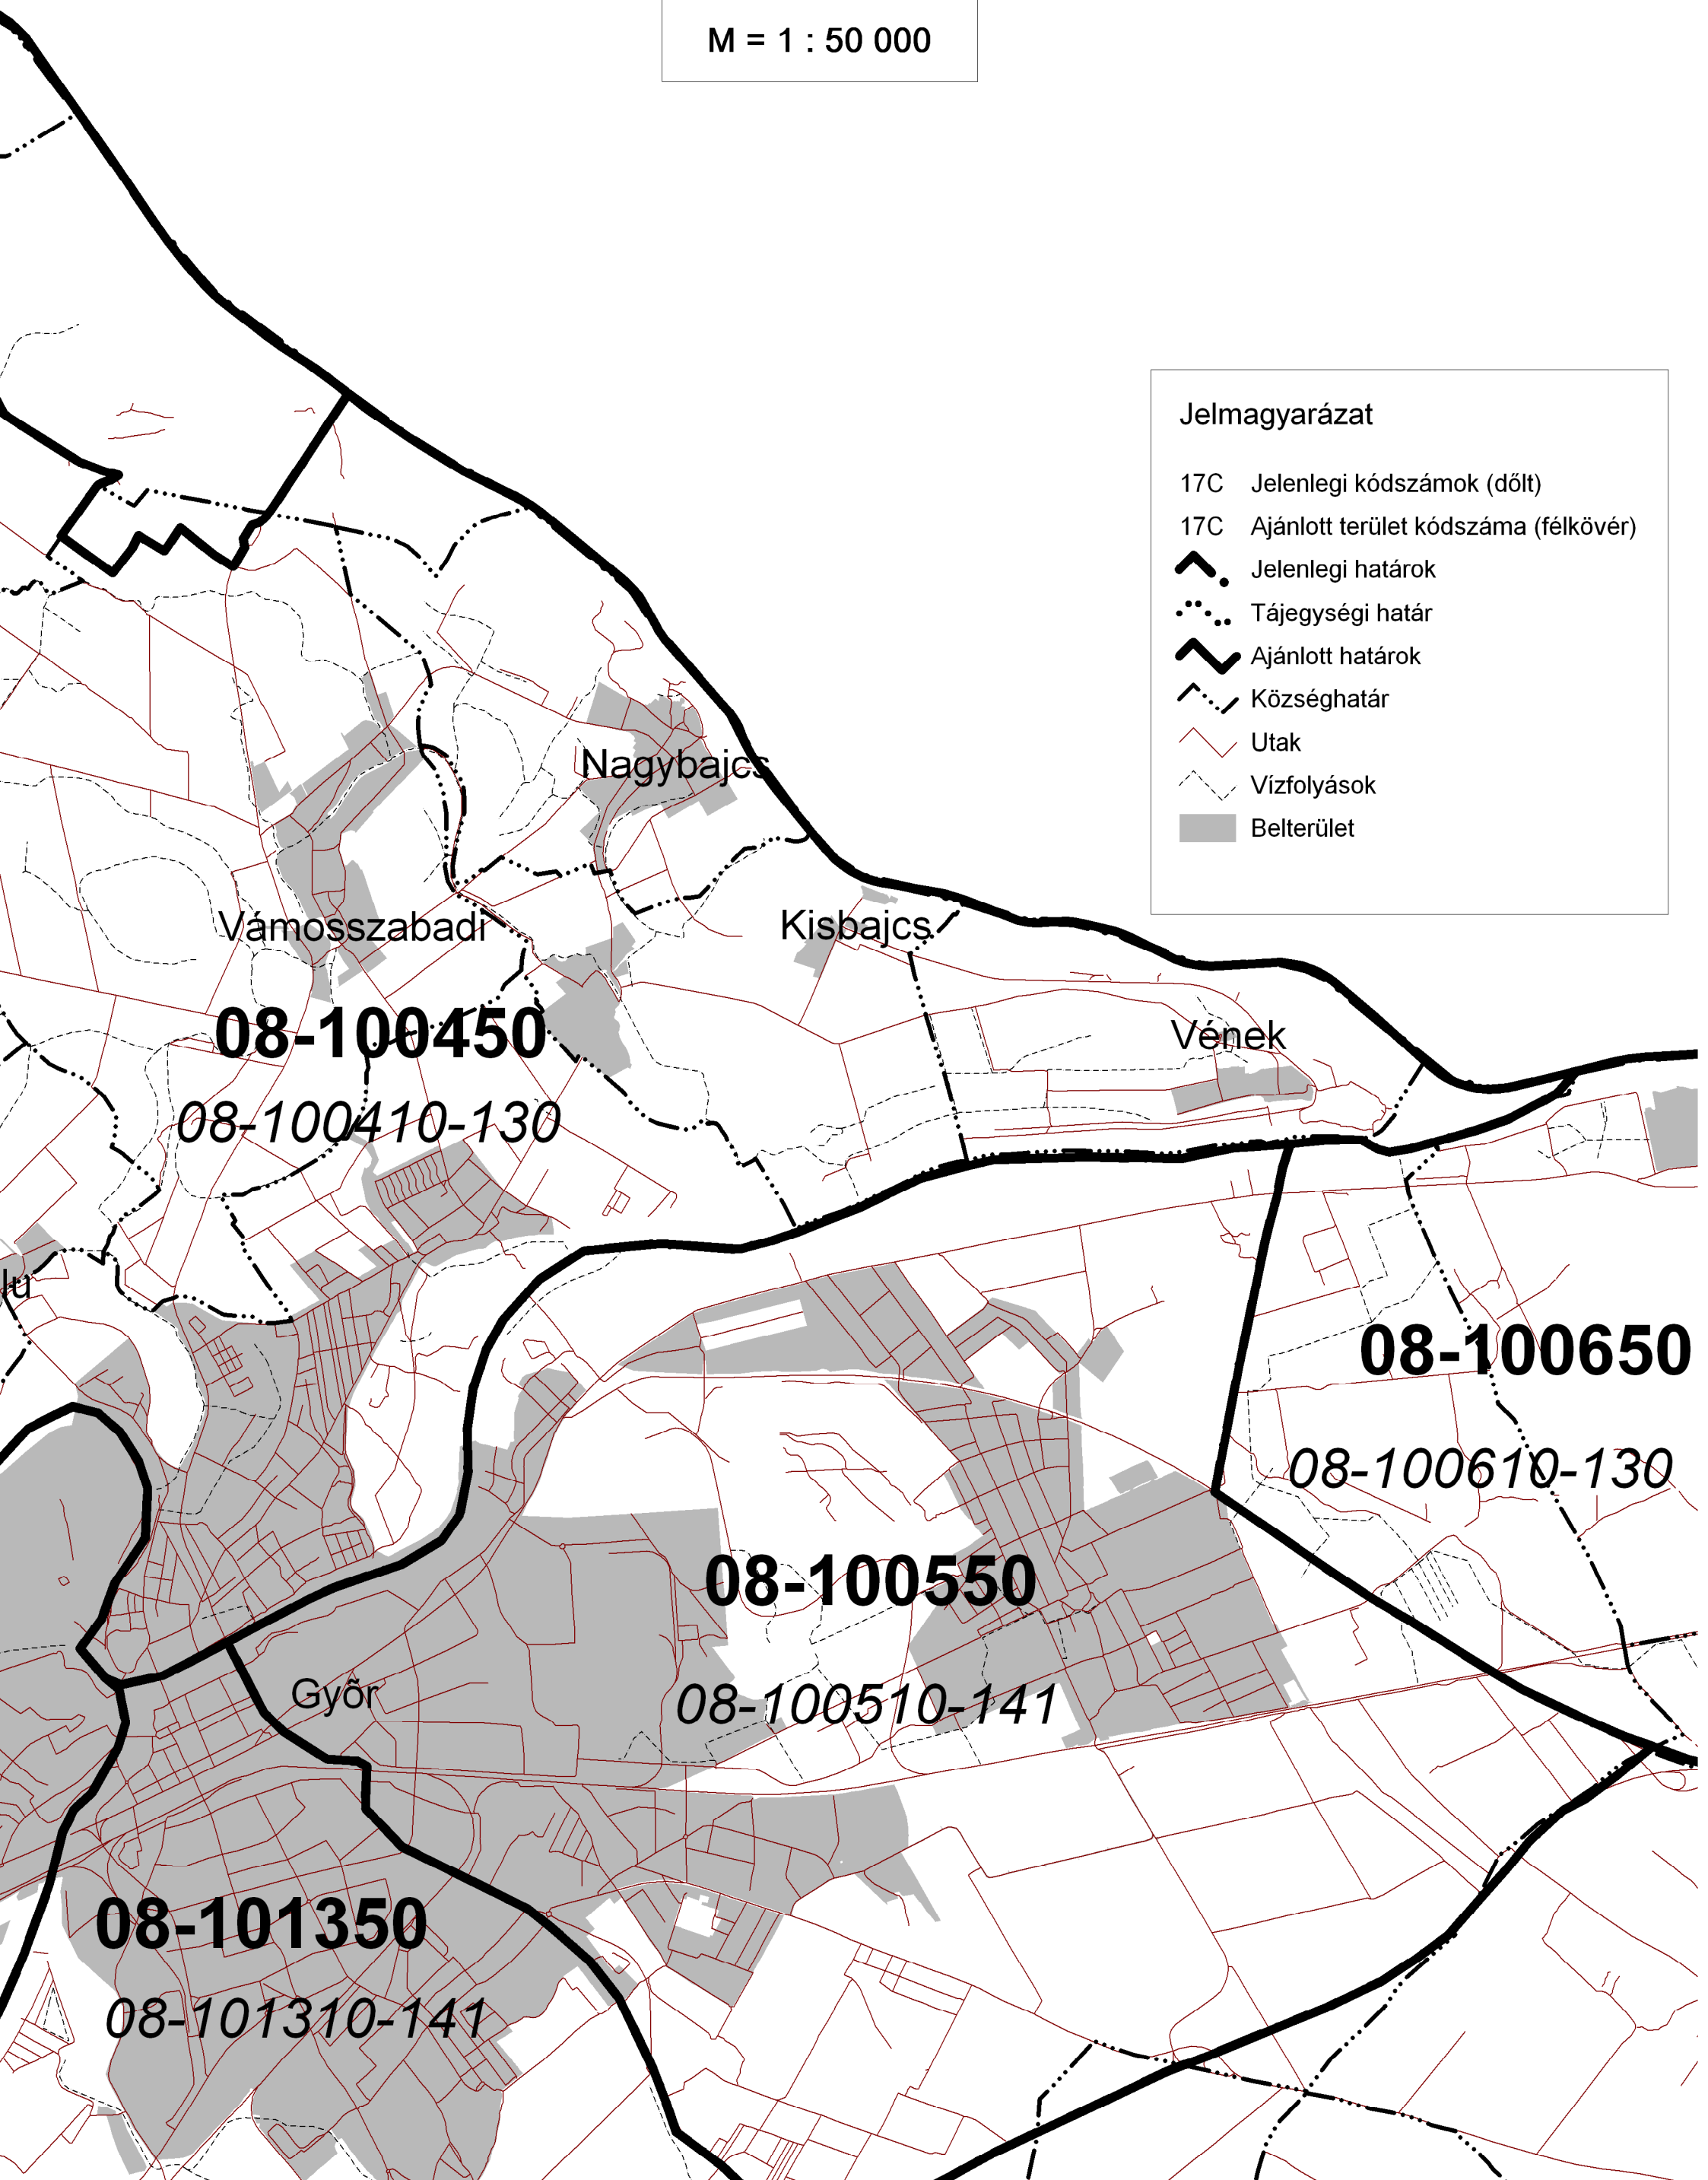 M = 1 : 50 000
Jelmagyarázat
17C Jelenlegi kódszámok (dőlt)
17C Ajánlott terület kódszáma (félkövér)
Jelenlegi határok
Tájegységi határ
Ajánlott határok
Községhatár
Utak
Vízfolyások
Belterület
Nagybajcs
Vámosszabadi
Kisbajcs
08-100450
Vének
08-100410-130
lu
08-100650
08-100610-130
08-100550
Gyõr
08-100510-141
08-101350
08-101310-141